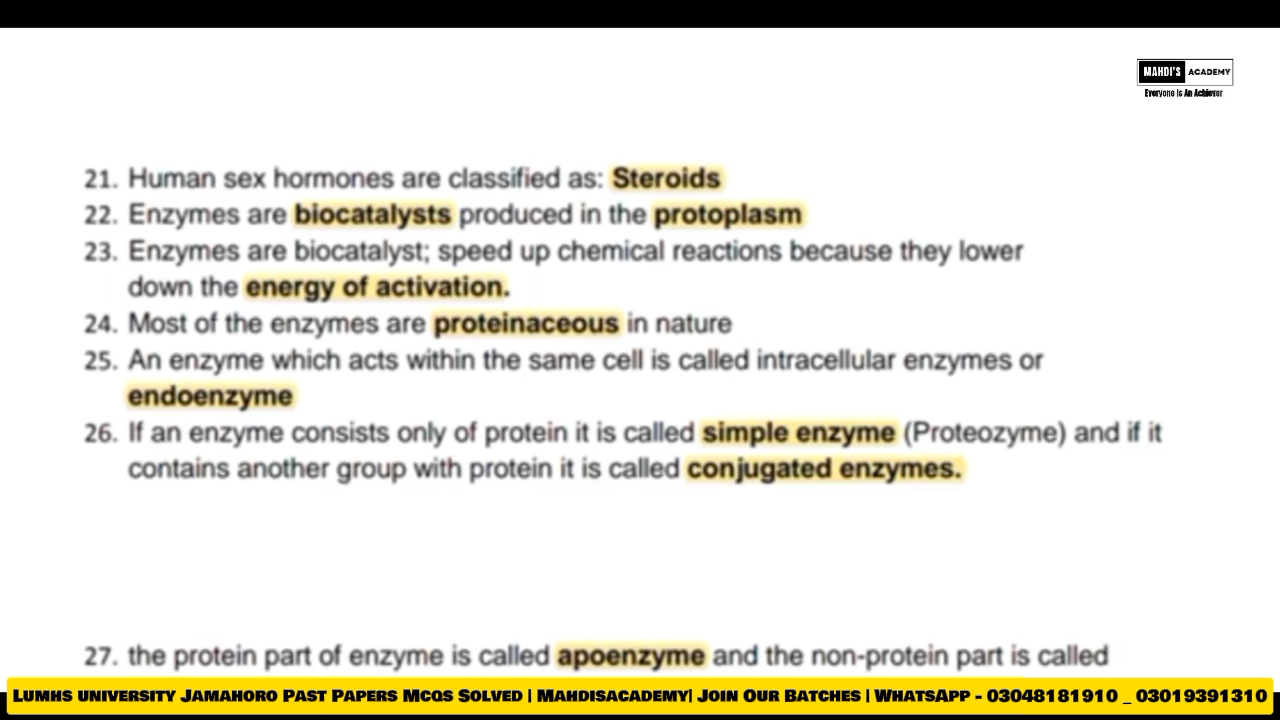 MAHDI'S ACADEMY
Everyone Is An Achiever
21. Human sex hormones are classified as: Steroids
22. Enzymes are biocatalysts produced in the protoplasm
23. Enzymes are biocatalyst; speed up chemical reactions because they lower
down the energy of activation.
24. Most of the enzymes are proteinaceous in nature
25. An enzyme which acts within the same cell is called intracellular enzymes or
endoenzyme
26. If an enzyme consists only of protein it is called simple enzyme (Proteozyme) and if it
contains another group with protein it is called conjugated enzymes.
27. the protein part of enzyme is called apoenzyme and the non-protein part is called
Lumhs university Jamahoro Past Papers Mcqs Solved | Mahdisacademy| Join Our Batches | WhatsApp - 03048181910 _ 03019391310